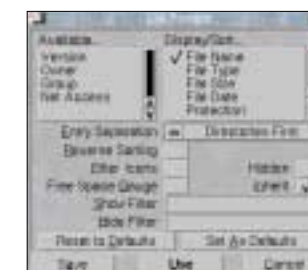 Available...
Display/Sort...
Version
Owner
Group
Net Access
File Name
File Type
File Size
File Date
Protection
Entry Separation
Directories First
Reverse Sorting
Other Icons
Hidden
Free Space Gauge
Inherit
Show Filter
Hide Filter
Reset to Defaults
Set As Defaults
Save
Use
Cancel